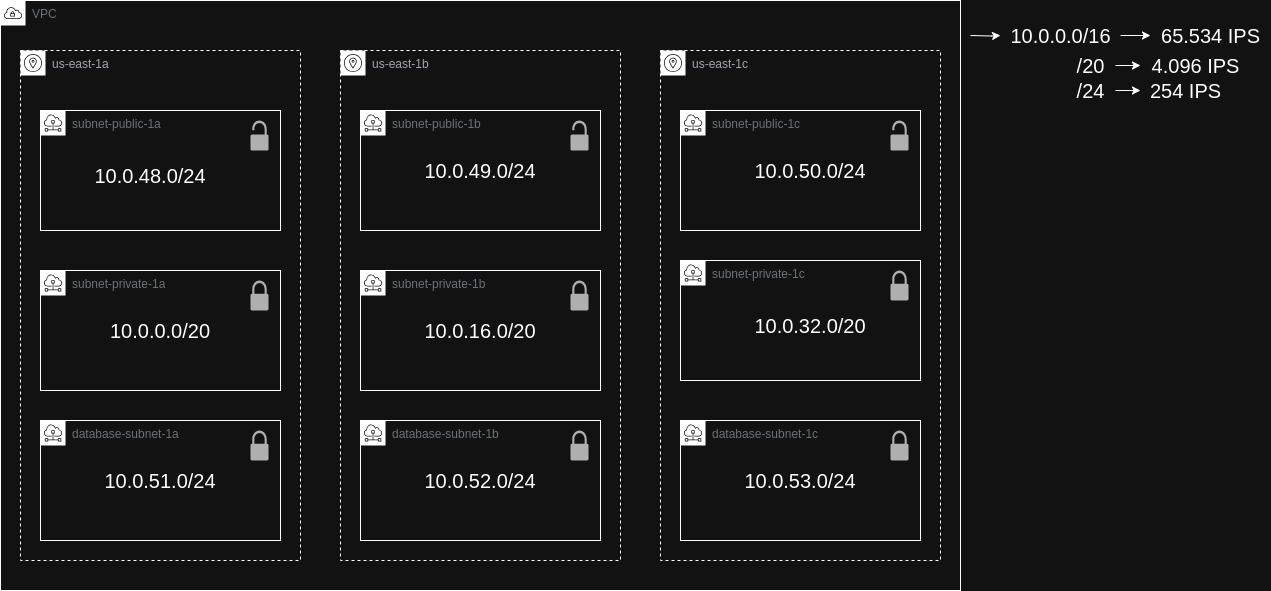 VPC
us-east-1a
subnet-public-1a
10.0.48.0/24
subnet-private-1a
10.0.0.0/20
database-subnet-1a
10.0.51.0/24
us-east-1b
subnet-public-1b
10.0.49.0/24
subnet-private-1b
10.0.16.0/20
database-subnet-1b
10.0.52.0/24
us-east-1c
subnet-public-1c
10.0.50.0/24
subnet-private-1c
10.0.32.0/20
database-subnet-1c
10.0.53.0/24
10.0.0.0/16 65.534 IPS
/20 4.096 IPS
/24 254 IPS